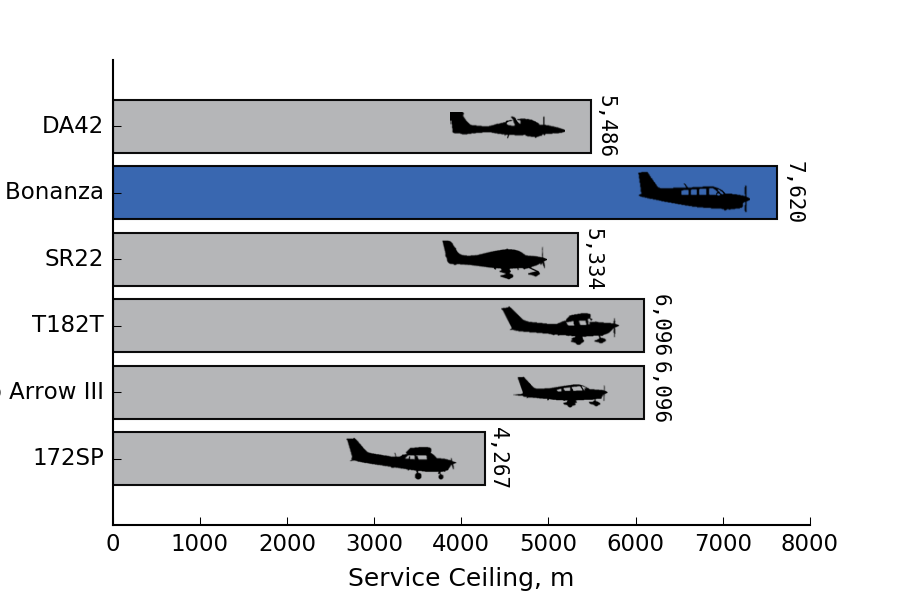 DA42
5,486
Bonanza
7,620
SR22
5,334
T182T
6,096
Arrow III
6,096
172SP
4,267
0 1000 2000 3000 4000 5000 6000 7000 8000
Service Ceiling, m